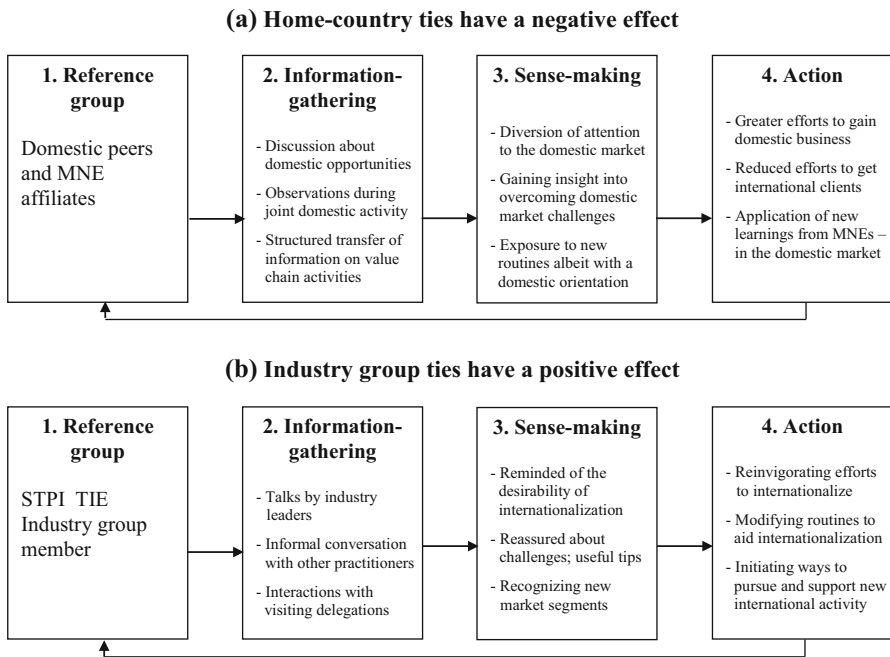 (a) Home-country ties have a negative effect
1. Reference
group
Domestic peers
and MNE
affiliates
2. Information-
gathering
- Discussion about
domestic opportunities
- Observations during
joint domestic activity
- Structured transfer of
information on value
chain activities
3. Sense-making
- Diversion of attention
to the domestic market
- Gaining insight into
overcoming domestic
market challenges
- Exposure to new
routines albeit with a
domestic orientation
4. Action
- Greater efforts to gain
domestic business
- Reduced efforts to get
international clients
- Application of new
learnings from MNEs –
in the domestic market
(b) Industry group ties have a positive effect
1. Reference
group
STPI TIE
Industry group
member
2. Information-
gathering
- Talks by industry
leaders
- Informal conversation
with other practitioners
- Interactions with
visiting delegations
3. Sense-making
- Reminded of the
desirability of
internationalization
- Reassured about
challenges; useful tips
- Recognizing new
market segments
4. Action
- Reinvigorating efforts
to internationalize
- Modifying routines to
aid internationalization
- Initiating ways to
pursue and support new
international activity